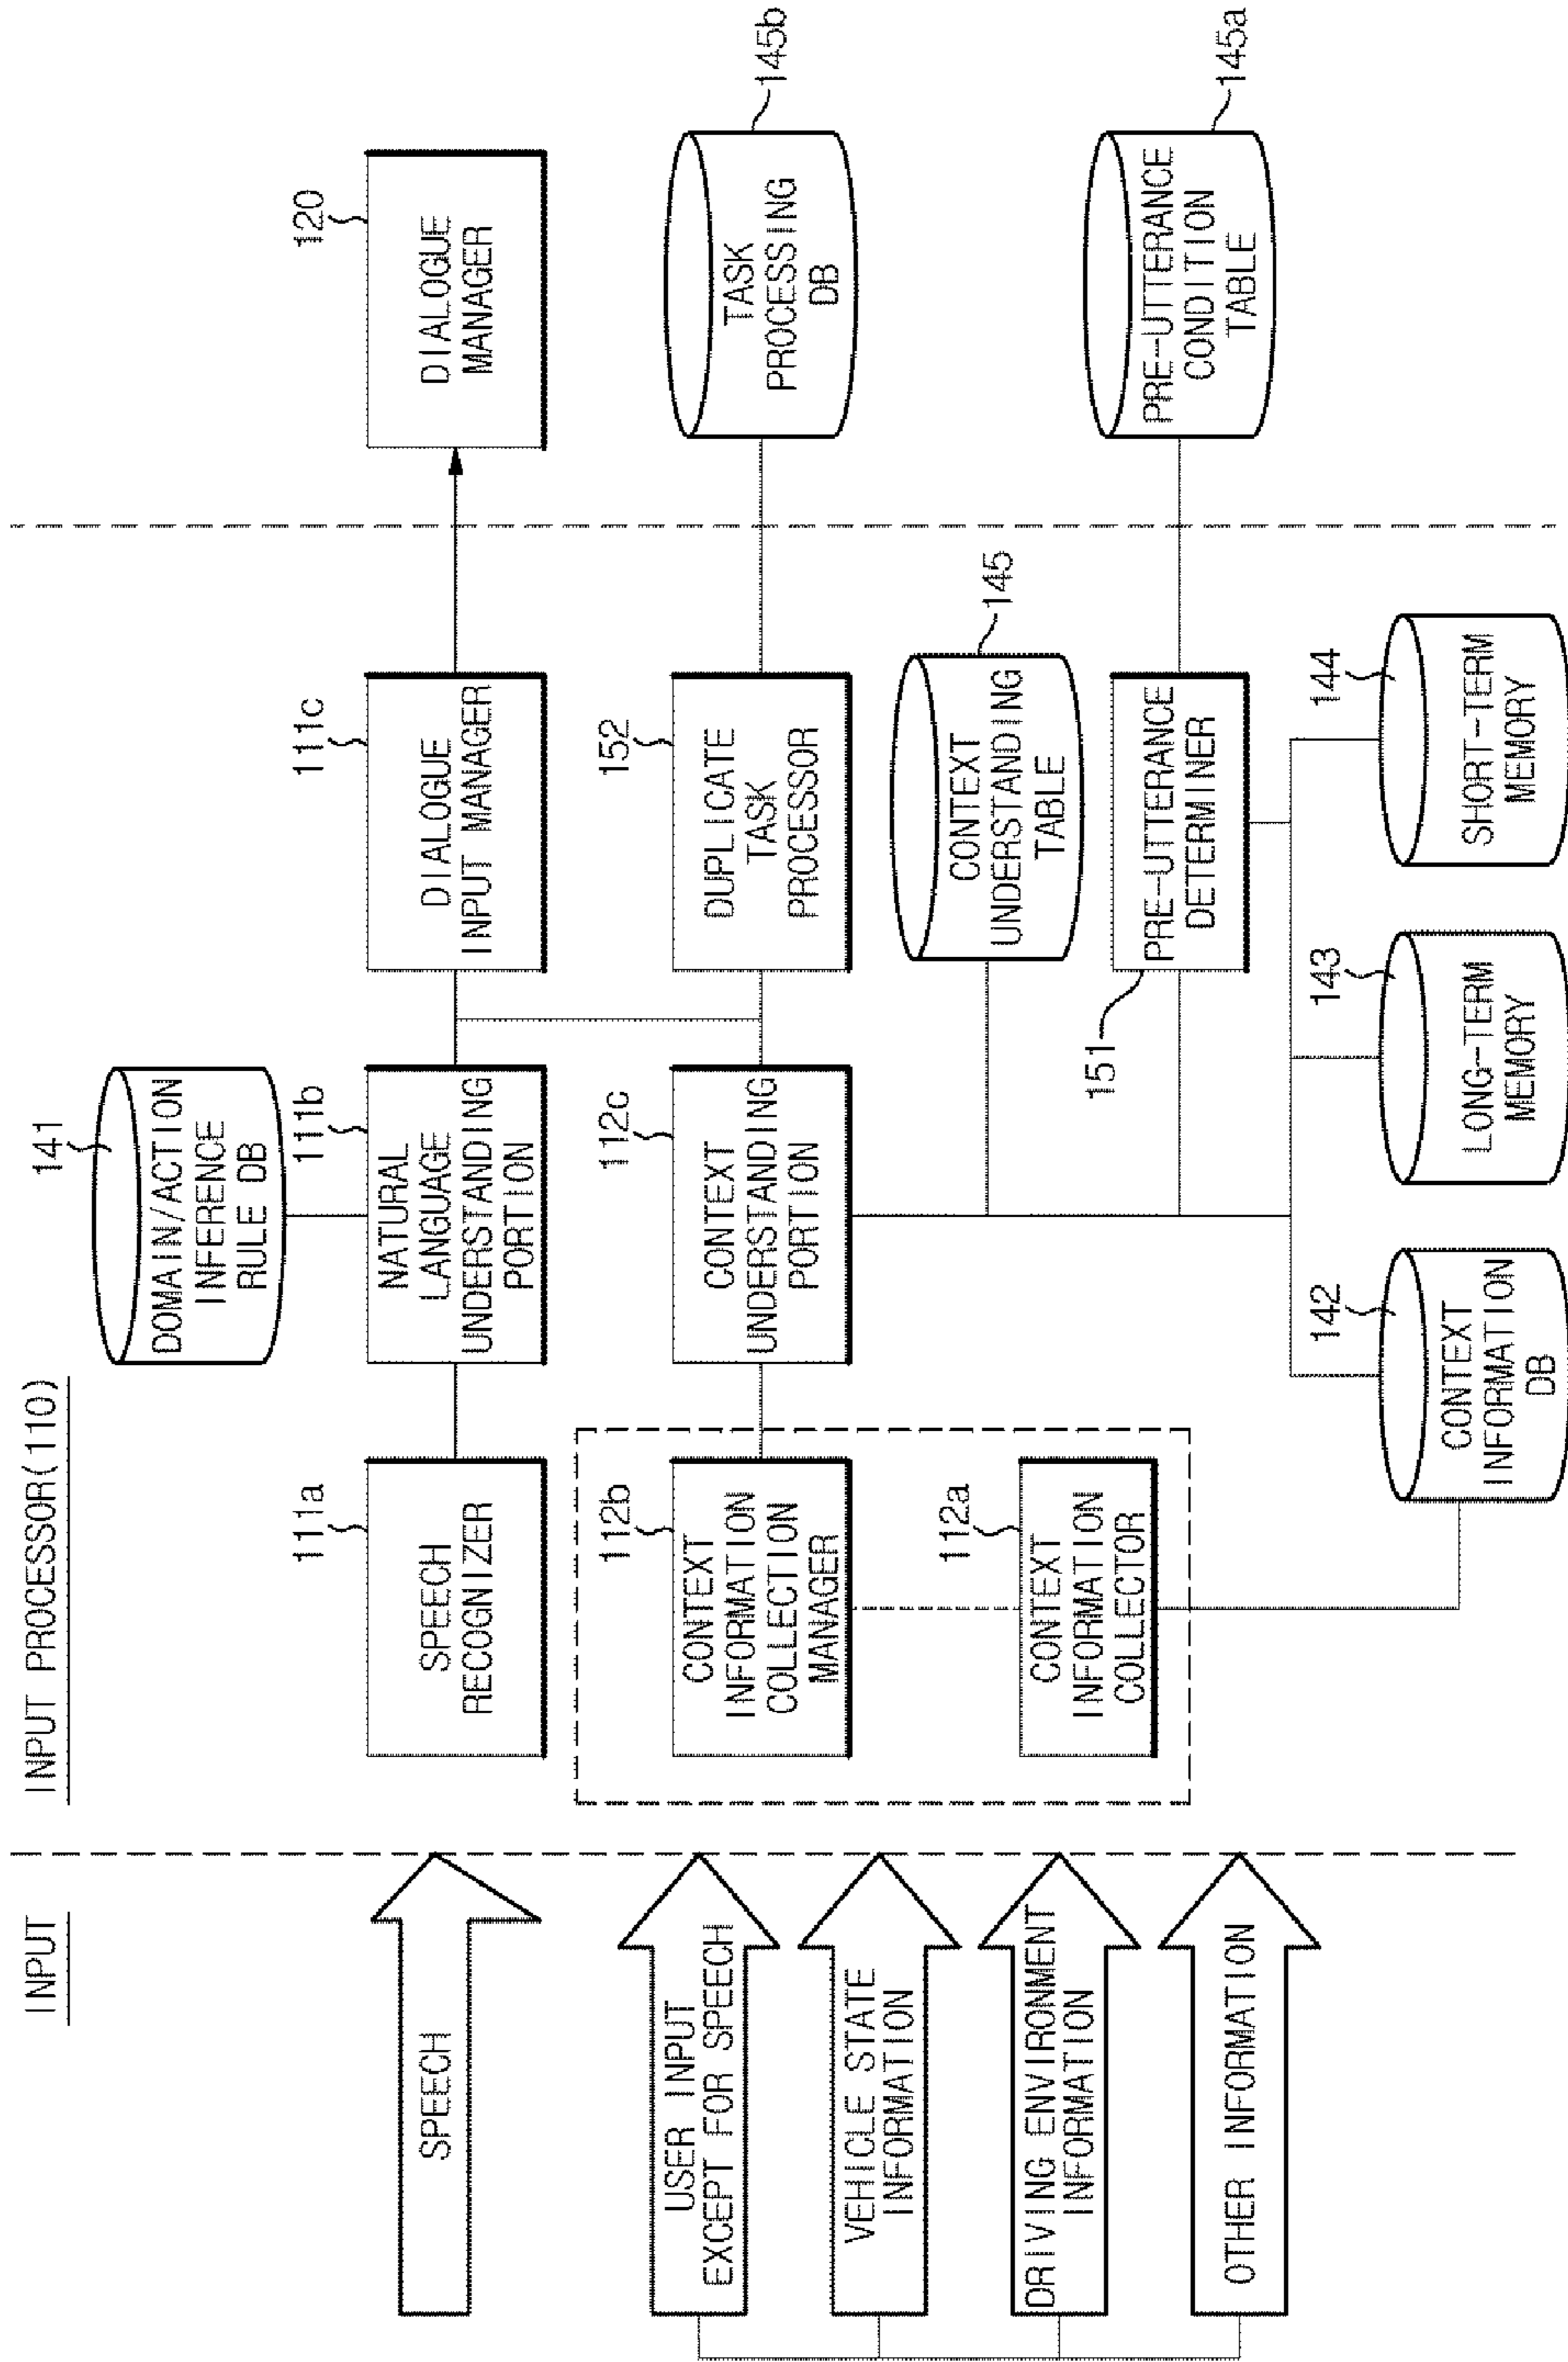 INPUT
INPUT PROCESSOR(110)
SPEECH
USER INPUT
EXCEPT FOR SPEECH
VEHICLE STATE
INFORMATION
DRIVING ENVIRONMENT
INFORMATION
OTHER INFORMATION
111a
SPEECH
RECOGNIZER
141
DOMAIN/ACTION
INFERENCE
RULE DB
111b
NATURAL
LANGUAGE
UNDERSTANDING
PORTION
111c
DIALOGUE
INPUT MANAGER
120
DIALOGUE
MANAGER
112b
CONTEXT
INFORMATION
COLLECTION
MANAGER
112c
CONTEXT
UNDERSTANDING
PORTION
152
DUPLICATE
TASK
PROCESSOR
145b
TASK
PROCESSING
DB
145
CONTEXT
UNDERSTANDING
TABLE
112a
CONTEXT
INFORMATION
COLLECTOR
151
PRE-UTTERANCE
DETERMINER
145a
PRE-UTTERANCE
CONDITION
TABLE
142
CONTEXT
INFORMATION
DB
143
LONG-TERM
MEMORY
144
SHORT-TERM
MEMORY